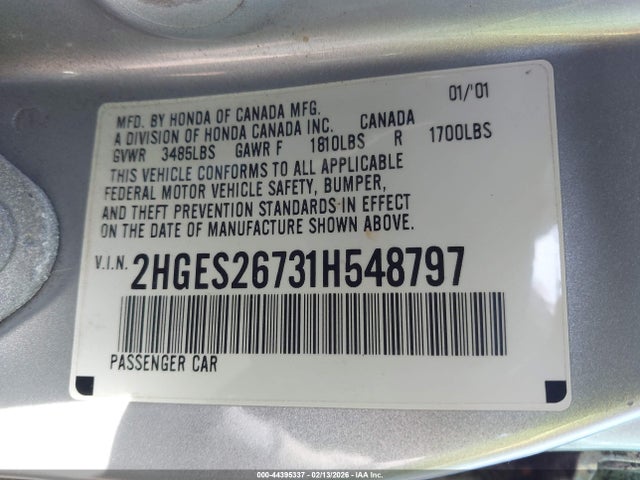 01/'01
MFD. BY HONDA OF CANADA MFG.
A DIVISION OF HONDA CANADA INC. CANADA
GVWR 3485LBS GAWR F 1810LBS R 1700LBS
THIS VEHICLE CONFORMS TO ALL APPLICABLE
FEDERAL MOTOR VEHICLE SAFETY, BUMPER,
AND THEFT PREVENTION STANDARDS IN EFFECT
ON THE DATE OF MANUFACTURE SHOWN ABOVE.
V.I.N. 2HGES26731H548797
PASSENGER CAR
000-44395337 - 02/13/2026 - IAA Inc.